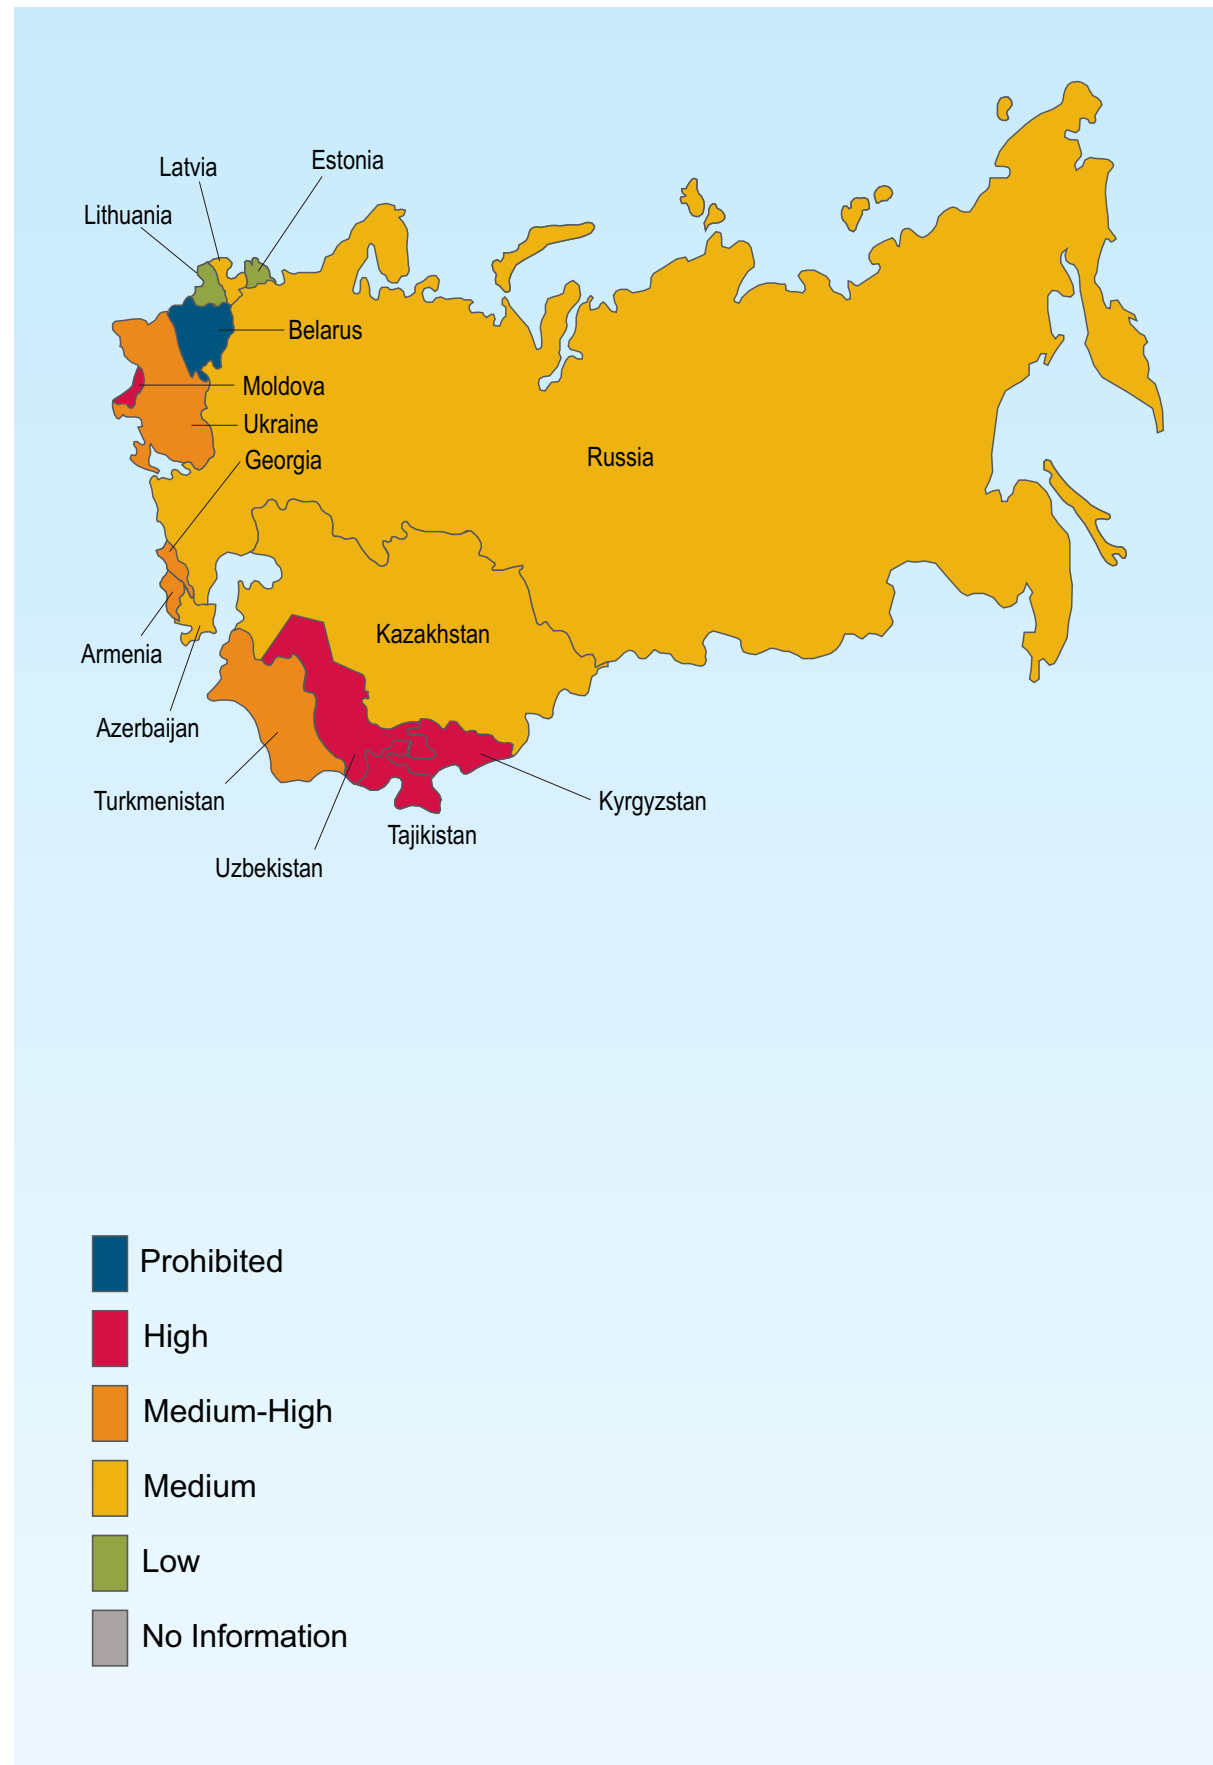 Estonia
Latvia
Lithuania
Belarus
Moldova
Ukraine
Georgia
Russia
Kazakhstan
Armenia
Azerbaijan
Turkmenistan
Kyrgyzstan
Tajikistan
Uzbekistan
Prohibited
High
Medium-High
Medium
Low
No Information